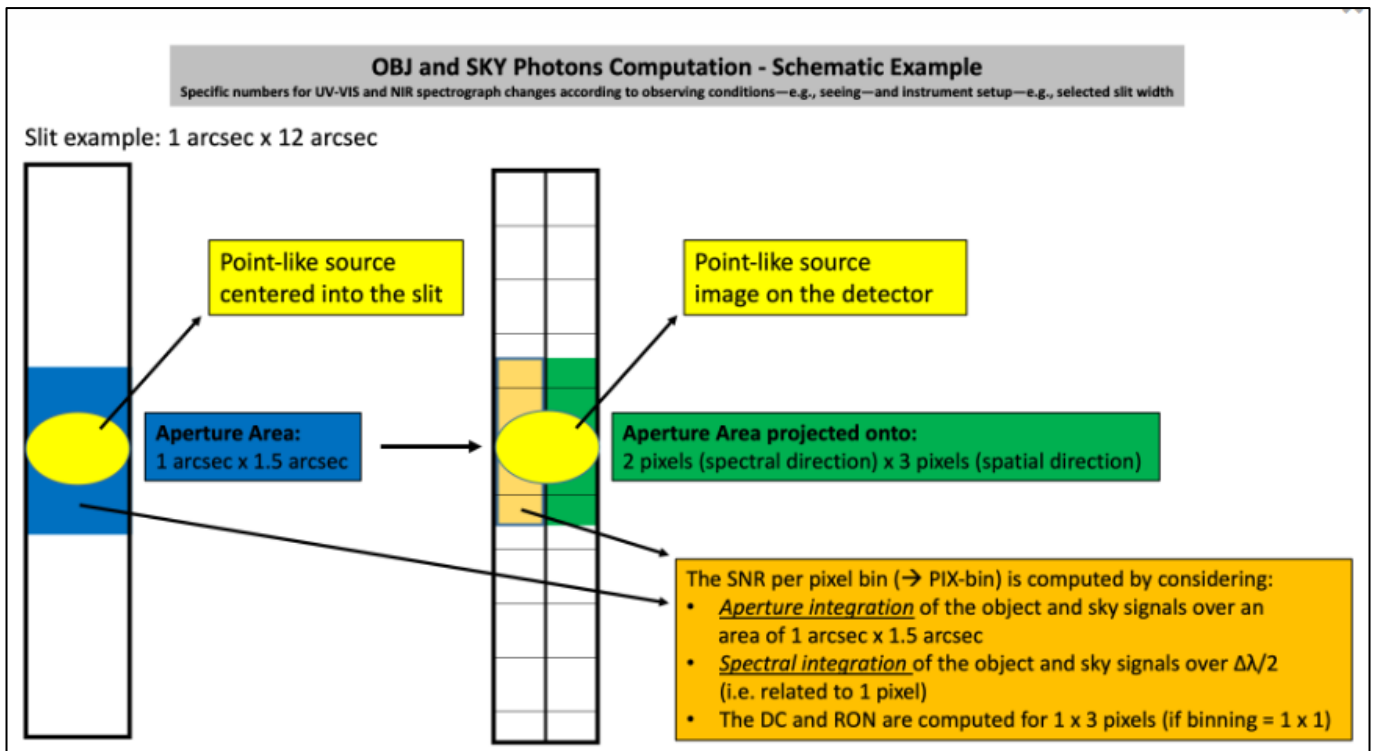 OBJ and SKY Photons Computation - Schematic Example
Specific numbers for UV-VIS and NIR spectrograph changes according to observing conditions—e.g., seeing—and instrument setup—e.g., selected slit width
Slit example: 1 arcsec x 12 arcsec
Point-like source
centered into the slit
Point-like source
image on the detector
Aperture Area:
1 arcsec x 1.5 arcsec
Aperture Area projected onto:
2 pixels (spectral direction) x 3 pixels (spatial direction)
The SNR per pixel bin (→ PIX-bin) is computed by considering:
• Aperture integration of the object and sky signals over an
area of 1 arcsec x 1.5 arcsec
• Spectral integration of the object and sky signals over Δλ/2
(i.e. related to 1 pixel)
• The DC and RON are computed for 1 x 3 pixels (if binning = 1 x 1)